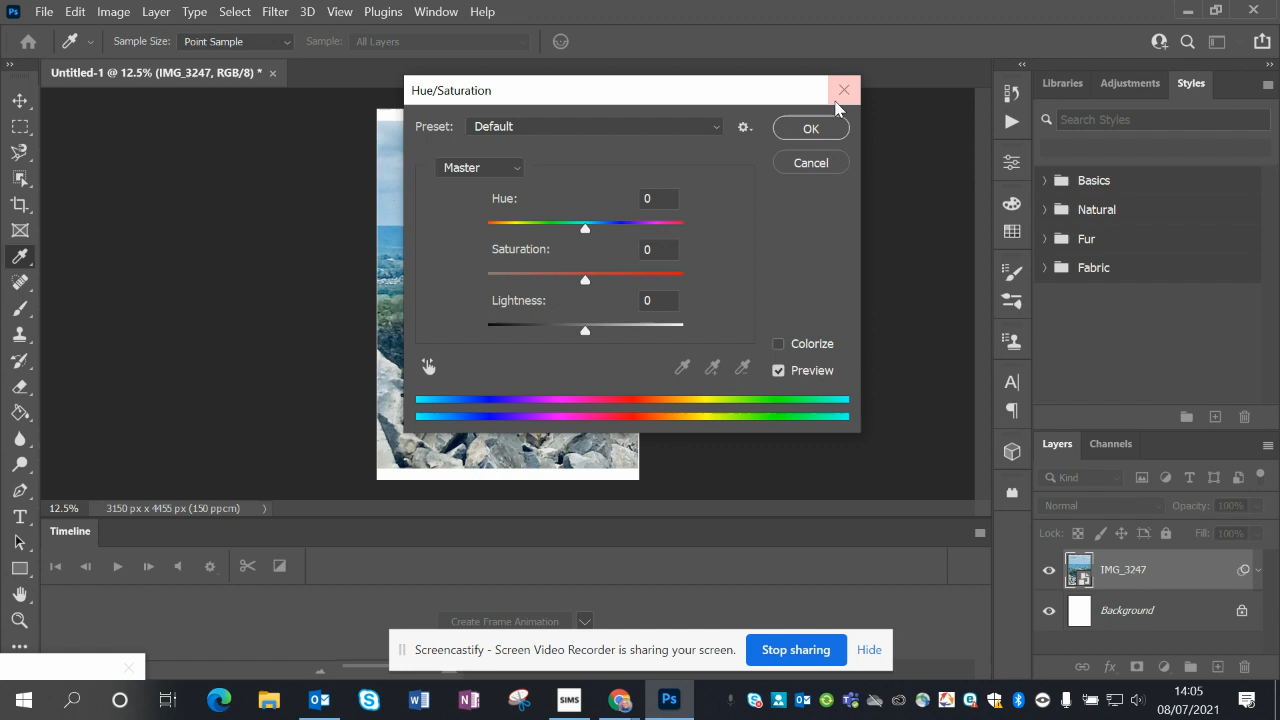 Ps File Edit Image Layer Type Select Filter 3D View Plugins Window Help
Sample Size: Point Sample Sample: All Layers
Untitled-1 @ 12.5% (IMG_3247, RGB/8) *
Hue/Saturation
Preset: Default
OK
Cancel
Master
Hue: 0
Saturation: 0
Lightness: 0
Colorize
Preview
Libraries Adjustments Styles
Search Styles
Basics
Natural
Fur
Fabric
12.5% 3150 px x 4455 px (150 ppcm)
Timeline
Create Frame Animation
Layers Channels
Kind
Normal Opacity: 100%
Lock: Fill: 100%
IMG_3247
Background
Screencastify - Screen Video Recorder is sharing your screen. Stop sharing Hide
SIMS
Ps
14:05
08/07/2021